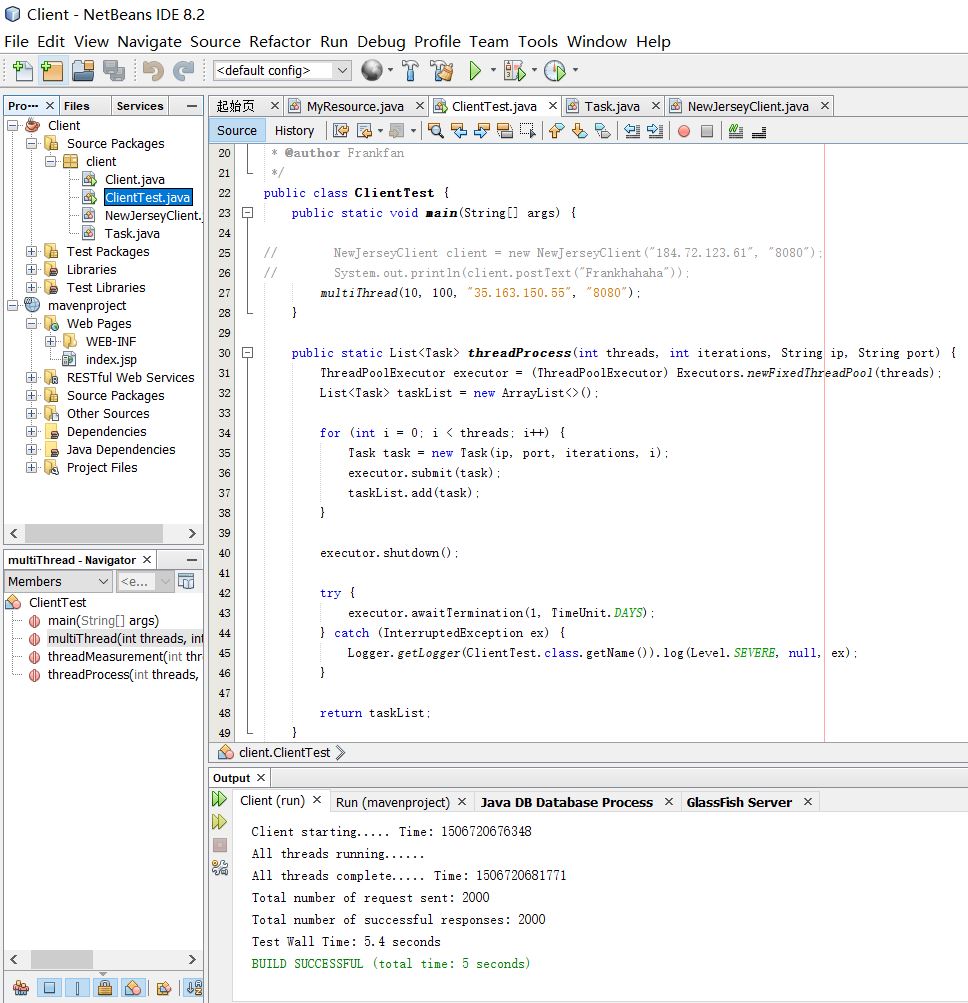 Client - NetBeans IDE 8.2
File Edit View Navigate Source Refactor Run Debug Profile Team Tools Window Help
<default config>
Pro... Files Services
Client
Source Packages
client
Client.java
ClientTest.java
NewJerseyClient.
Task.java
Test Packages
Libraries
Test Libraries
mavenproject
Web Pages
WEB-INF
index.jsp
RESTful Web Services
Source Packages
Other Sources
Dependencies
Java Dependencies
Project Files
multiThread - Navigator
Members <e...
ClientTest
main(String[] args)
multiThread(int threads, int
threadMeasurement(int thr
threadProcess(int threads,
起始页 MyResource.java ClientTest.java Task.java NewJerseyClient.java
Source History
20 * @author Frankfan
21 */
22 public class ClientTest {
23 public static void main(String[] args) {
24
25 // NewJerseyClient client = new NewJerseyClient("184.72.123.61", "8080");
26 // System.out.println(client.postText("Frankhahaha"));
27 multiThread(10, 100, "35.163.150.55", "8080");
28 }
29
30 public static List<Task> threadProcess(int threads, int iterations, String ip, String port) {
31 ThreadPoolExecutor executor = (ThreadPoolExecutor) Executors.newFixedThreadPool(threads);
32 List<Task> taskList = new ArrayList<>();
33
34 for (int i = 0; i < threads; i++) {
35 Task task = new Task(ip, port, iterations, i);
36 executor.submit(task);
37 taskList.add(task);
38 }
39
40 executor.shutdown();
41
42 try {
43 executor.awaitTermination(1, TimeUnit.DAYS);
44 } catch (InterruptedException ex) {
45 Logger.getLogger(ClientTest.class.getName()).log(Level.SEVERE, null, ex);
46 }
47
48 return taskList;
49 }
client.ClientTest
Output
Client (run) Run (mavenproject) Java DB Database Process GlassFish Server
Client starting..... Time: 1506720676348
All threads running......
All threads complete..... Time: 1506720681771
Total number of request sent: 2000
Total number of successful responses: 2000
Test Wall Time: 5.4 seconds
BUILD SUCCESSFUL (total time: 5 seconds)